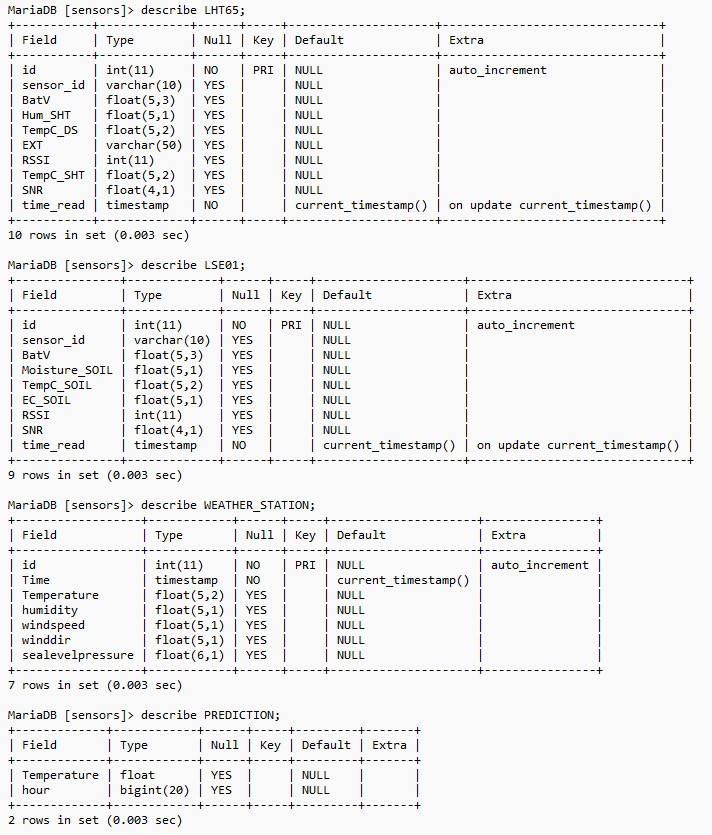 MariaDB [sensors]> describe LHT65;
+------------+-------------+------+-----+---------------------+-------------------------------+
| Field      | Type        | Null | Key | Default             | Extra                         |
+------------+-------------+------+-----+---------------------+-------------------------------+
| id         | int(11)     | NO   | PRI | NULL                | auto_increment                |
| sensor_id  | varchar(10) | YES  |     | NULL                |                               |
| BatV       | float(5,3)  | YES  |     | NULL                |                               |
| Hum_SHT    | float(5,1)  | YES  |     | NULL                |                               |
| TempC_DS   | float(5,2)  | YES  |     | NULL                |                               |
| EXT        | varchar(50) | YES  |     | NULL                |                               |
| RSSI       | int(11)     | YES  |     | NULL                |                               |
| TempC_SHT  | float(5,2)  | YES  |     | NULL                |                               |
| SNR        | float(4,1)  | YES  |     | NULL                |                               |
| time_read  | timestamp   | NO   |     | current_timestamp() | on update current_timestamp() |
+------------+-------------+------+-----+---------------------+-------------------------------+
10 rows in set (0.003 sec)
MariaDB [sensors]> describe LSE01;
+---------------+-------------+------+-----+---------------------+-------------------------------+
| Field         | Type        | Null | Key | Default             | Extra                         |
+---------------+-------------+------+-----+---------------------+-------------------------------+
| id            | int(11)     | NO   | PRI | NULL                | auto_increment                |
| sensor_id     | varchar(10) | YES  |     | NULL                |                               |
| BatV          | float(5,3)  | YES  |     | NULL                |                               |
| Moisture_SOIL | float(5,1)  | YES  |     | NULL                |                               |
| TempC_SOIL    | float(5,2)  | YES  |     | NULL                |                               |
| EC_SOIL       | float(5,1)  | YES  |     | NULL                |                               |
| RSSI          | int(11)     | YES  |     | NULL                |                               |
| SNR           | float(4,1)  | YES  |     | NULL                |                               |
| time_read     | timestamp   | NO   |     | current_timestamp() | on update current_timestamp() |
+---------------+-------------+------+-----+---------------------+-------------------------------+
9 rows in set (0.003 sec)
MariaDB [sensors]> describe WEATHER_STATION;
+------------------+------------+------+-----+---------------------+----------------+
| Field            | Type       | Null | Key | Default             | Extra          |
+------------------+------------+------+-----+---------------------+----------------+
| id               | int(11)    | NO   | PRI | NULL                | auto_increment |
| Time             | timestamp  | NO   |     | current_timestamp() |                |
| Temperature      | float(5,2) | YES  |     | NULL                |                |
| humidity         | float(5,1) | YES  |     | NULL                |                |
| windspeed        | float(5,1) | YES  |     | NULL                |                |
| winddir          | float(5,1) | YES  |     | NULL                |                |
| sealevelpressure | float(6,1) | YES  |     | NULL                |                |
+------------------+------------+------+-----+---------------------+----------------+
7 rows in set (0.003 sec)
MariaDB [sensors]> describe PREDICTION;
+-------------+------------+------+-----+---------+-------+
| Field       | Type       | Null | Key | Default | Extra |
+-------------+------------+------+-----+---------+-------+
| Temperature | float      | YES  |     | NULL    |       |
| hour        | bigint(20) | YES  |     | NULL    |       |
+-------------+------------+------+-----+---------+-------+
2 rows in set (0.003 sec)